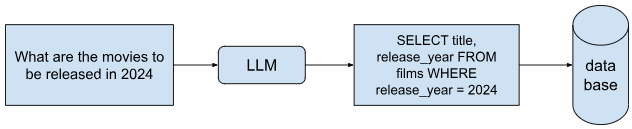 What are the movies to
be released in 2024
LLM
SELECT title,
release_year FROM
films WHERE
release_year = 2024
data
base